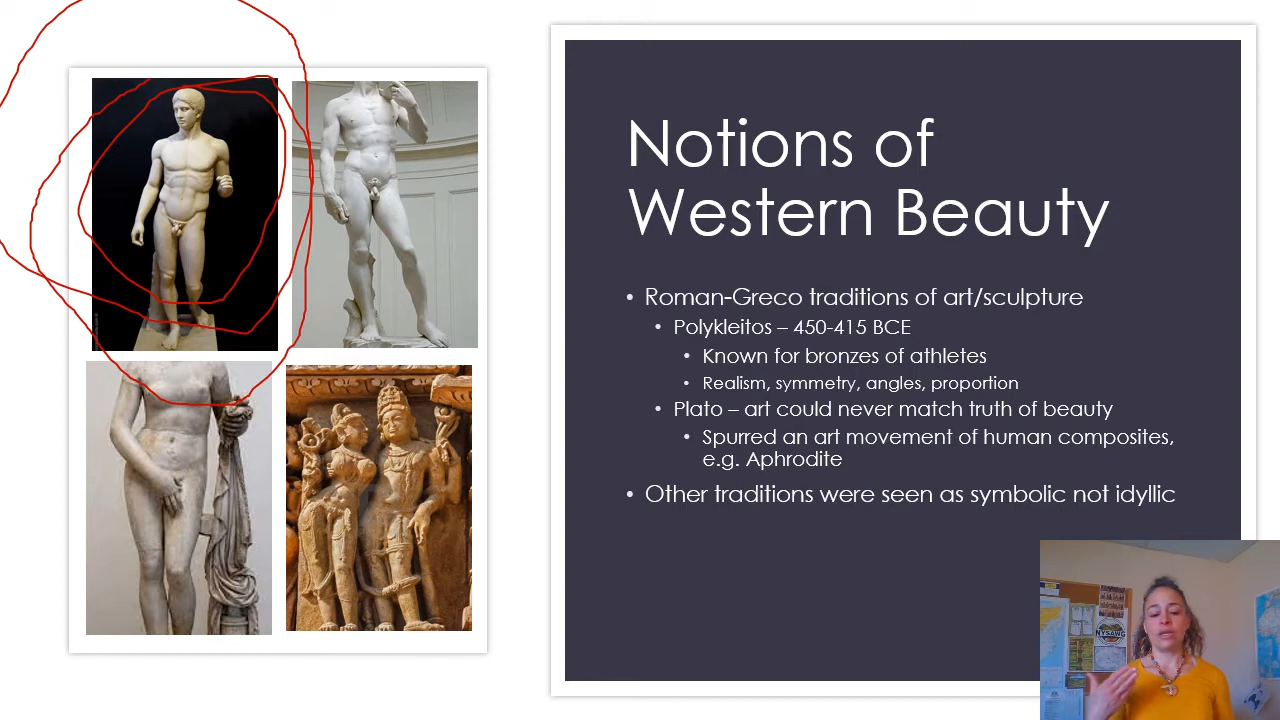 Notions of
Western Beauty
• Roman-Greco traditions of art/sculpture
• Polykleitos – 450-415 BCE
• Known for bronzes of athletes
• Realism, symmetry, angles, proportion
• Plato – art could never match truth of beauty
• Spurred an art movement of human composites,
e.g. Aphrodite
• Other traditions were seen as symbolic not idyllic